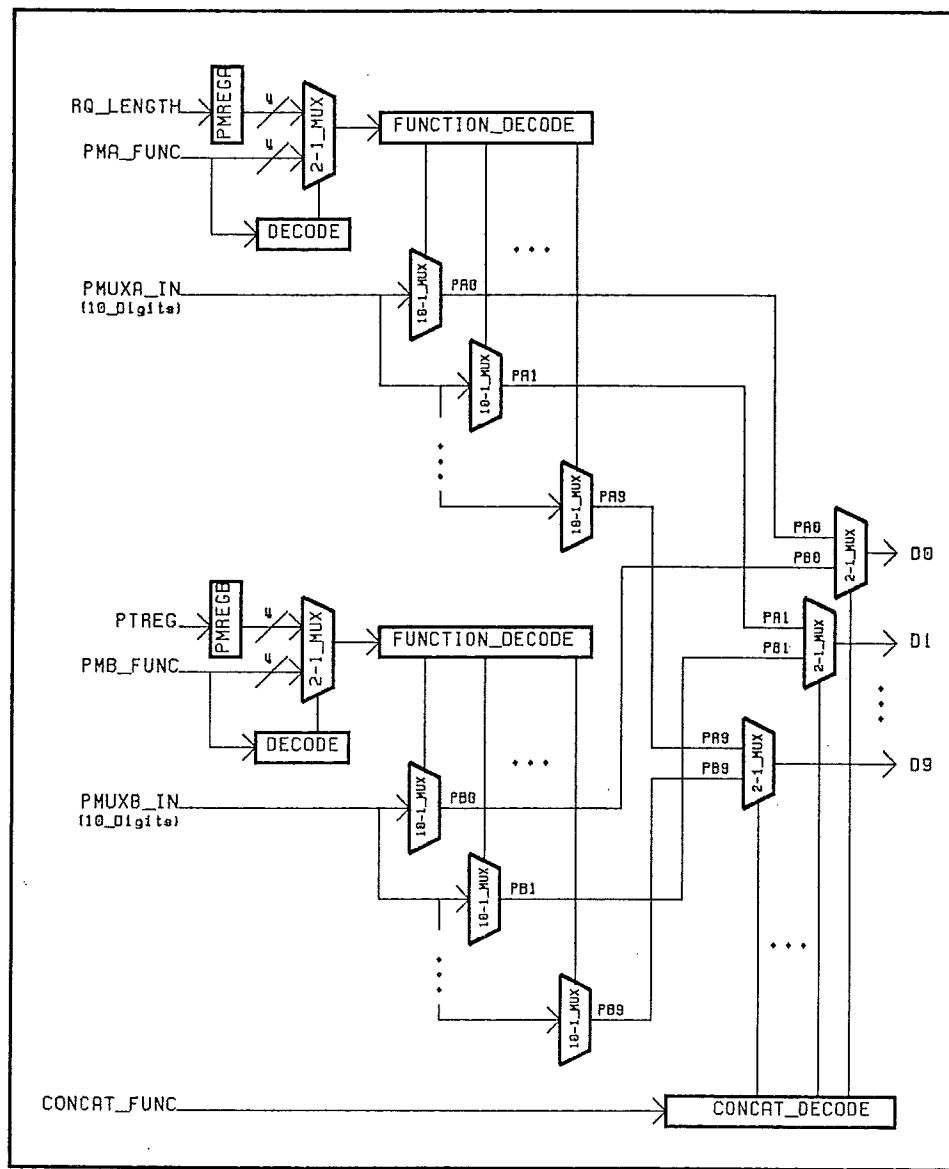 RQ_LENGTH
PMREGA
4
2-1_MUX
FUNCTION_DECODE
PMA_FUNC
4
DECODE
PMUXA_IN
(10_Digits)
10-1_MUX
PA0
10-1_MUX
PA1
10-1_MUX
PA9
PA0
PB0
2-1_MUX
D0
PTREG
PMREGB
4
2-1_MUX
FUNCTION_DECODE
PMB_FUNC
4
DECODE
PA1
PB1
2-1_MUX
D1
PA9
PB9
2-1_MUX
D9
PMUXB_IN
(10_Digits)
10-1_MUX
PB0
10-1_MUX
PB1
10-1_MUX
PB9
CONCAT_FUNC
CONCAT_DECODE